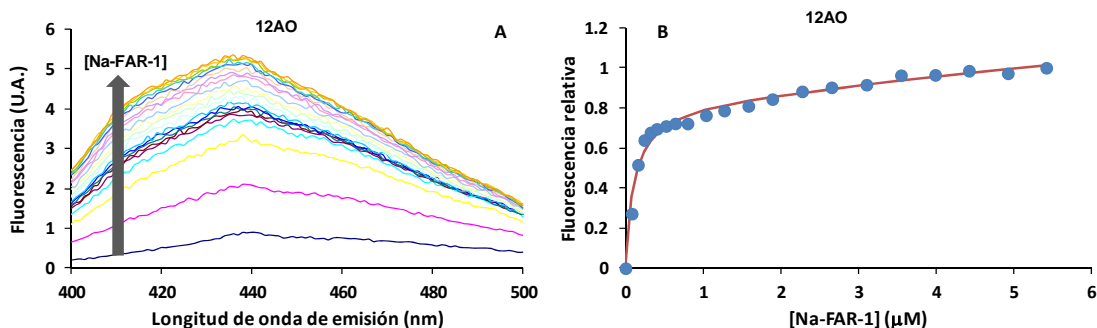 12AO
A
[Na-FAR-1]
Fluorescencia (U.A.)
6
5
4
3
2
1
0
400 420 440 460 480 500
Longitud de onda de emisión (nm)
12AO
B
Fluorescencia relativa
1.2
1
0.8
0.6
0.4
0.2
0
0 1 2 3 4 5 6
[Na-FAR-1] (μM)